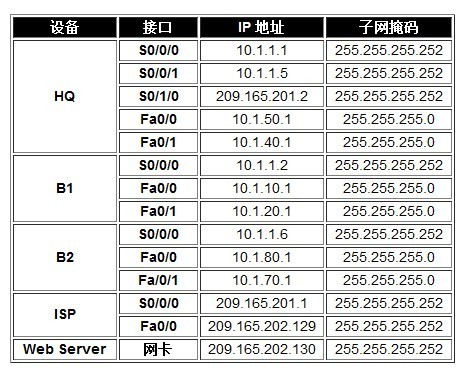 设备 接口 IP 地址 子网掩码
HQ S0/0/0 10.1.1.1 255.255.255.252
S0/0/1 10.1.1.5 255.255.255.252
S0/1/0 209.165.201.2 255.255.255.252
Fa0/0 10.1.50.1 255.255.255.0
Fa0/1 10.1.40.1 255.255.255.0
B1 S0/0/0 10.1.1.2 255.255.255.252
Fa0/0 10.1.10.1 255.255.255.0
Fa0/1 10.1.20.1 255.255.255.0
B2 S0/0/0 10.1.1.6 255.255.255.252
Fa0/0 10.1.80.1 255.255.255.0
Fa/0/1 10.1.70.1 255.255.255.0
ISP S0/0/0 209.165.201.1 255.255.255.252
Fa0/0 209.165.202.129 255.255.255.252
Web Server 网卡 209.165.202.130 255.255.255.252